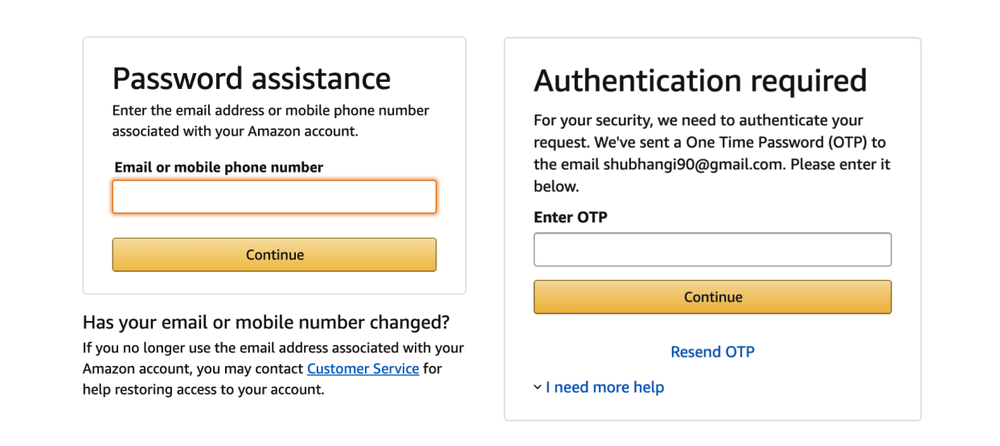 Password assistance
Enter the email address or mobile phone number
associated with your Amazon account.
Email or mobile phone number
Continue
Has your email or mobile number changed?
If you no longer use the email address associated with your
Amazon account, you may contact Customer Service for
help restoring access to your account.
Authentication required
For your security, we need to authenticate your
request. We've sent a One Time Password (OTP) to
the email shubhangi90@gmail.com. Please enter it
below.
Enter OTP
Continue
Resend OTP
I need more help